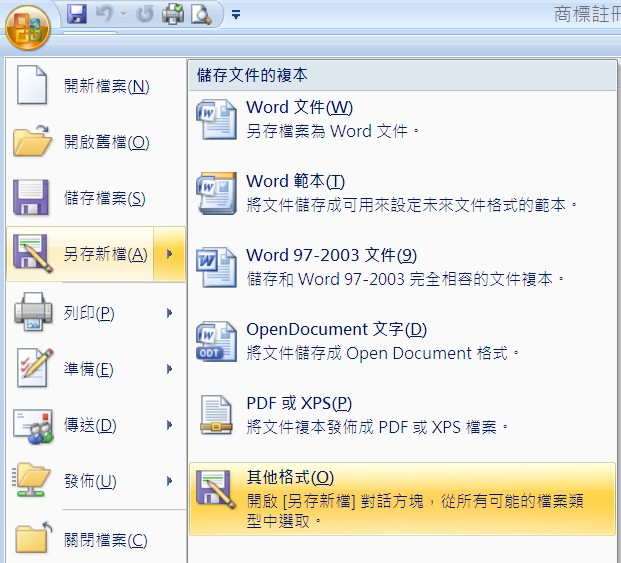 商標註冊
開新檔案(N)
開啟舊檔(O)
儲存檔案(S)
另存新檔(A)
列印(P)
準備(E)
傳送(D)
發佈(U)
關閉檔案(C)
儲存文件的複本
Word 文件(W)
另存檔案為 Word 文件。
Word 範本(T)
將文件儲存成可用來設定未來文件格式的範本。
Word 97-2003 文件(9)
儲存和 Word 97-2003 完全相容的文件複本。
OpenDocument 文字(D)
ODT
將文件儲存成 Open Document 格式。
PDF 或 XPS(P)
將文件複本發佈成 PDF 或 XPS 檔案。
其他格式(O)
開啟 [另存新檔] 對話方塊，從所有可能的檔案類
型中選取。